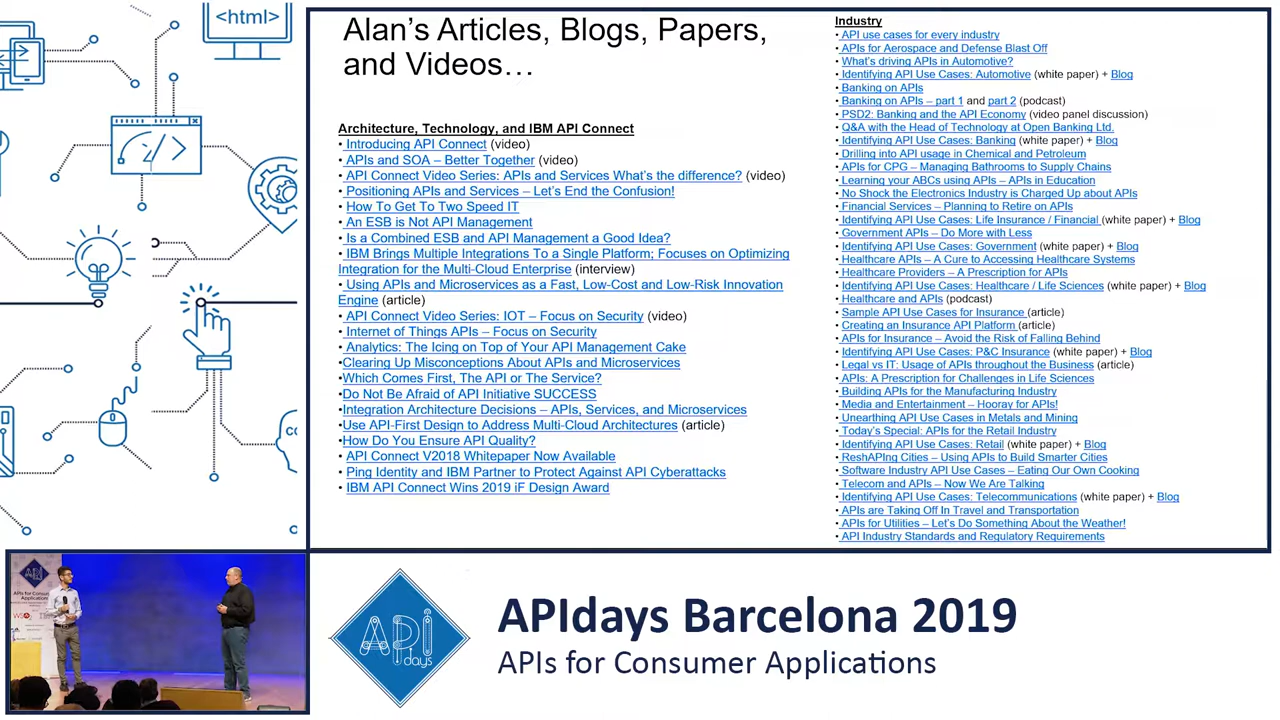 <html>
Alan's Articles, Blogs, Papers,
and Videos…
Architecture, Technology, and IBM API Connect
• Introducing API Connect (video)
• APIs and SOA – Better Together (video)
• API Connect Video Series: APIs and Services What's the difference? (video)
• Positioning APIs and Services – Let's End the Confusion!
• How To Get To Two Speed IT
• An ESB is Not API Management
• Is a Combined ESB and API Management a Good Idea?
• IBM Brings Multiple Integrations To a Single Platform; Focuses on Optimizing
Integration for the Multi-Cloud Enterprise (interview)
• Using APIs and Microservices as a Fast, Low-Cost and Low-Risk Innovation
Engine (article)
• API Connect Video Series: IOT – Focus on Security (video)
• Internet of Things APIs – Focus on Security
• Analytics: The Icing on Top of Your API Management Cake
•Clearing Up Misconceptions About APIs and Microservices
•Which Comes First, The API or The Service?
•Do Not Be Afraid of API Initiative SUCCESS
•Integration Architecture Decisions – APIs, Services, and Microservices
•Use API-First Design to Address Multi-Cloud Architectures (article)
•How Do You Ensure API Quality?
• API Connect V2018 Whitepaper Now Available
• Ping Identity and IBM Partner to Protect Against API Cyberattacks
• IBM API Connect Wins 2019 iF Design Award
Industry
• API use cases for every industry
• APIs for Aerospace and Defense Blast Off
• What's driving APIs in Automotive?
• Identifying API Use Cases: Automotive (white paper) + Blog
• Banking on APIs
• Banking on APIs – part 1 and part 2 (podcast)
• PSD2: Banking and the API Economy (video panel discussion)
• Q&A with the Head of Technology at Open Banking Ltd.
• Identifying API Use Cases: Banking (white paper) + Blog
• Drilling into API usage in Chemical and Petroleum
• APIs for CPG – Managing Bathrooms to Supply Chains
• Learning your ABCs using APIs – APIs in Education
• No Shock the Electronics Industry is Charged Up about APIs
• Financial Services – Planning to Retire on APIs
• Identifying API Use Cases: Life Insurance / Financial (white paper) + Blog
• Government APIs – Do More with Less
• Identifying API Use Cases: Government (white paper) + Blog
• Healthcare APIs – A Cure to Accessing Healthcare Systems
• Healthcare Providers – A Prescription for APIs
• Identifying API Use Cases: Healthcare / Life Sciences (white paper) + Blog
• Healthcare and APIs (podcast)
• Sample API Use Cases for Insurance (article)
• Creating an Insurance API Platform (article)
• APIs for Insurance – Avoid the Risk of Falling Behind
• Identifying API Use Cases: P&C Insurance (white paper) + Blog
• Legal vs IT: Usage of APIs throughout the Business (article)
• APIs: A Prescription for Challenges in Life Sciences
• Building APIs for the Manufacturing Industry
• Media and Entertainment – Hooray for APIs!
• Unearthing API Use Cases in Metals and Mining
• Today's Special: APIs for the Retail Industry
• Identifying API Use Cases: Retail (white paper) + Blog
• ReshAPIng Cities – Using APIs to Build Smarter Cities
• Software Industry API Use Cases – Eating Our Own Cooking
• Telecom and APIs – Now We Are Talking
• Identifying API Use Cases: Telecommunications (white paper) + Blog
• APIs are Taking Off In Travel and Transportation
• APIs for Utilities – Let's Do Something About the Weather!
• API Industry Standards and Regulatory Requirements
API
APIs for Consu
Applications
API
days
APIdays Barcelona 2019
APIs for Consumer Applications